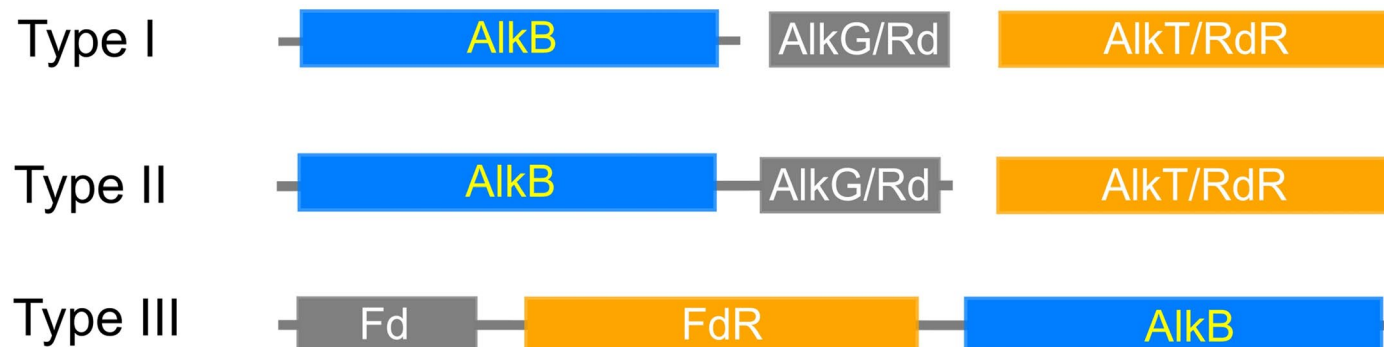 Type I AlkB AlkG/Rd AlkT/RdR
Type II AlkB AlkG/Rd AlkT/RdR
Type III Fd FdR AlkB